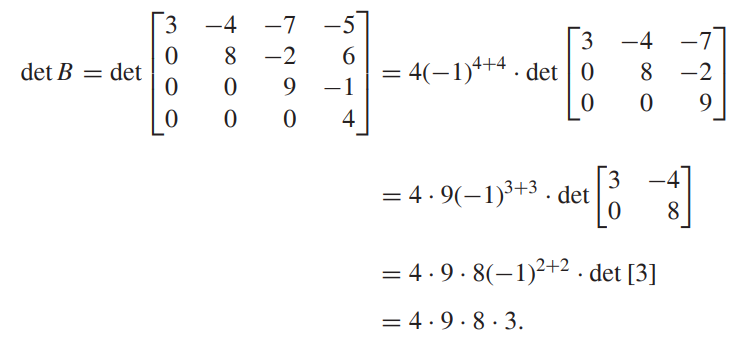 det B = det [3 −4 −7 −5; 0 8 −2 6; 0 0 9 −1; 0 0 0 4] = 4(−1)^{4+4} · det [3 −4 −7; 0 8 −2; 0 0 9]
= 4 · 9(−1)^{3+3} · det [3 −4; 0 8]
= 4 · 9 · 8(−1)^{2+2} · det [3]
= 4 · 9 · 8 · 3.